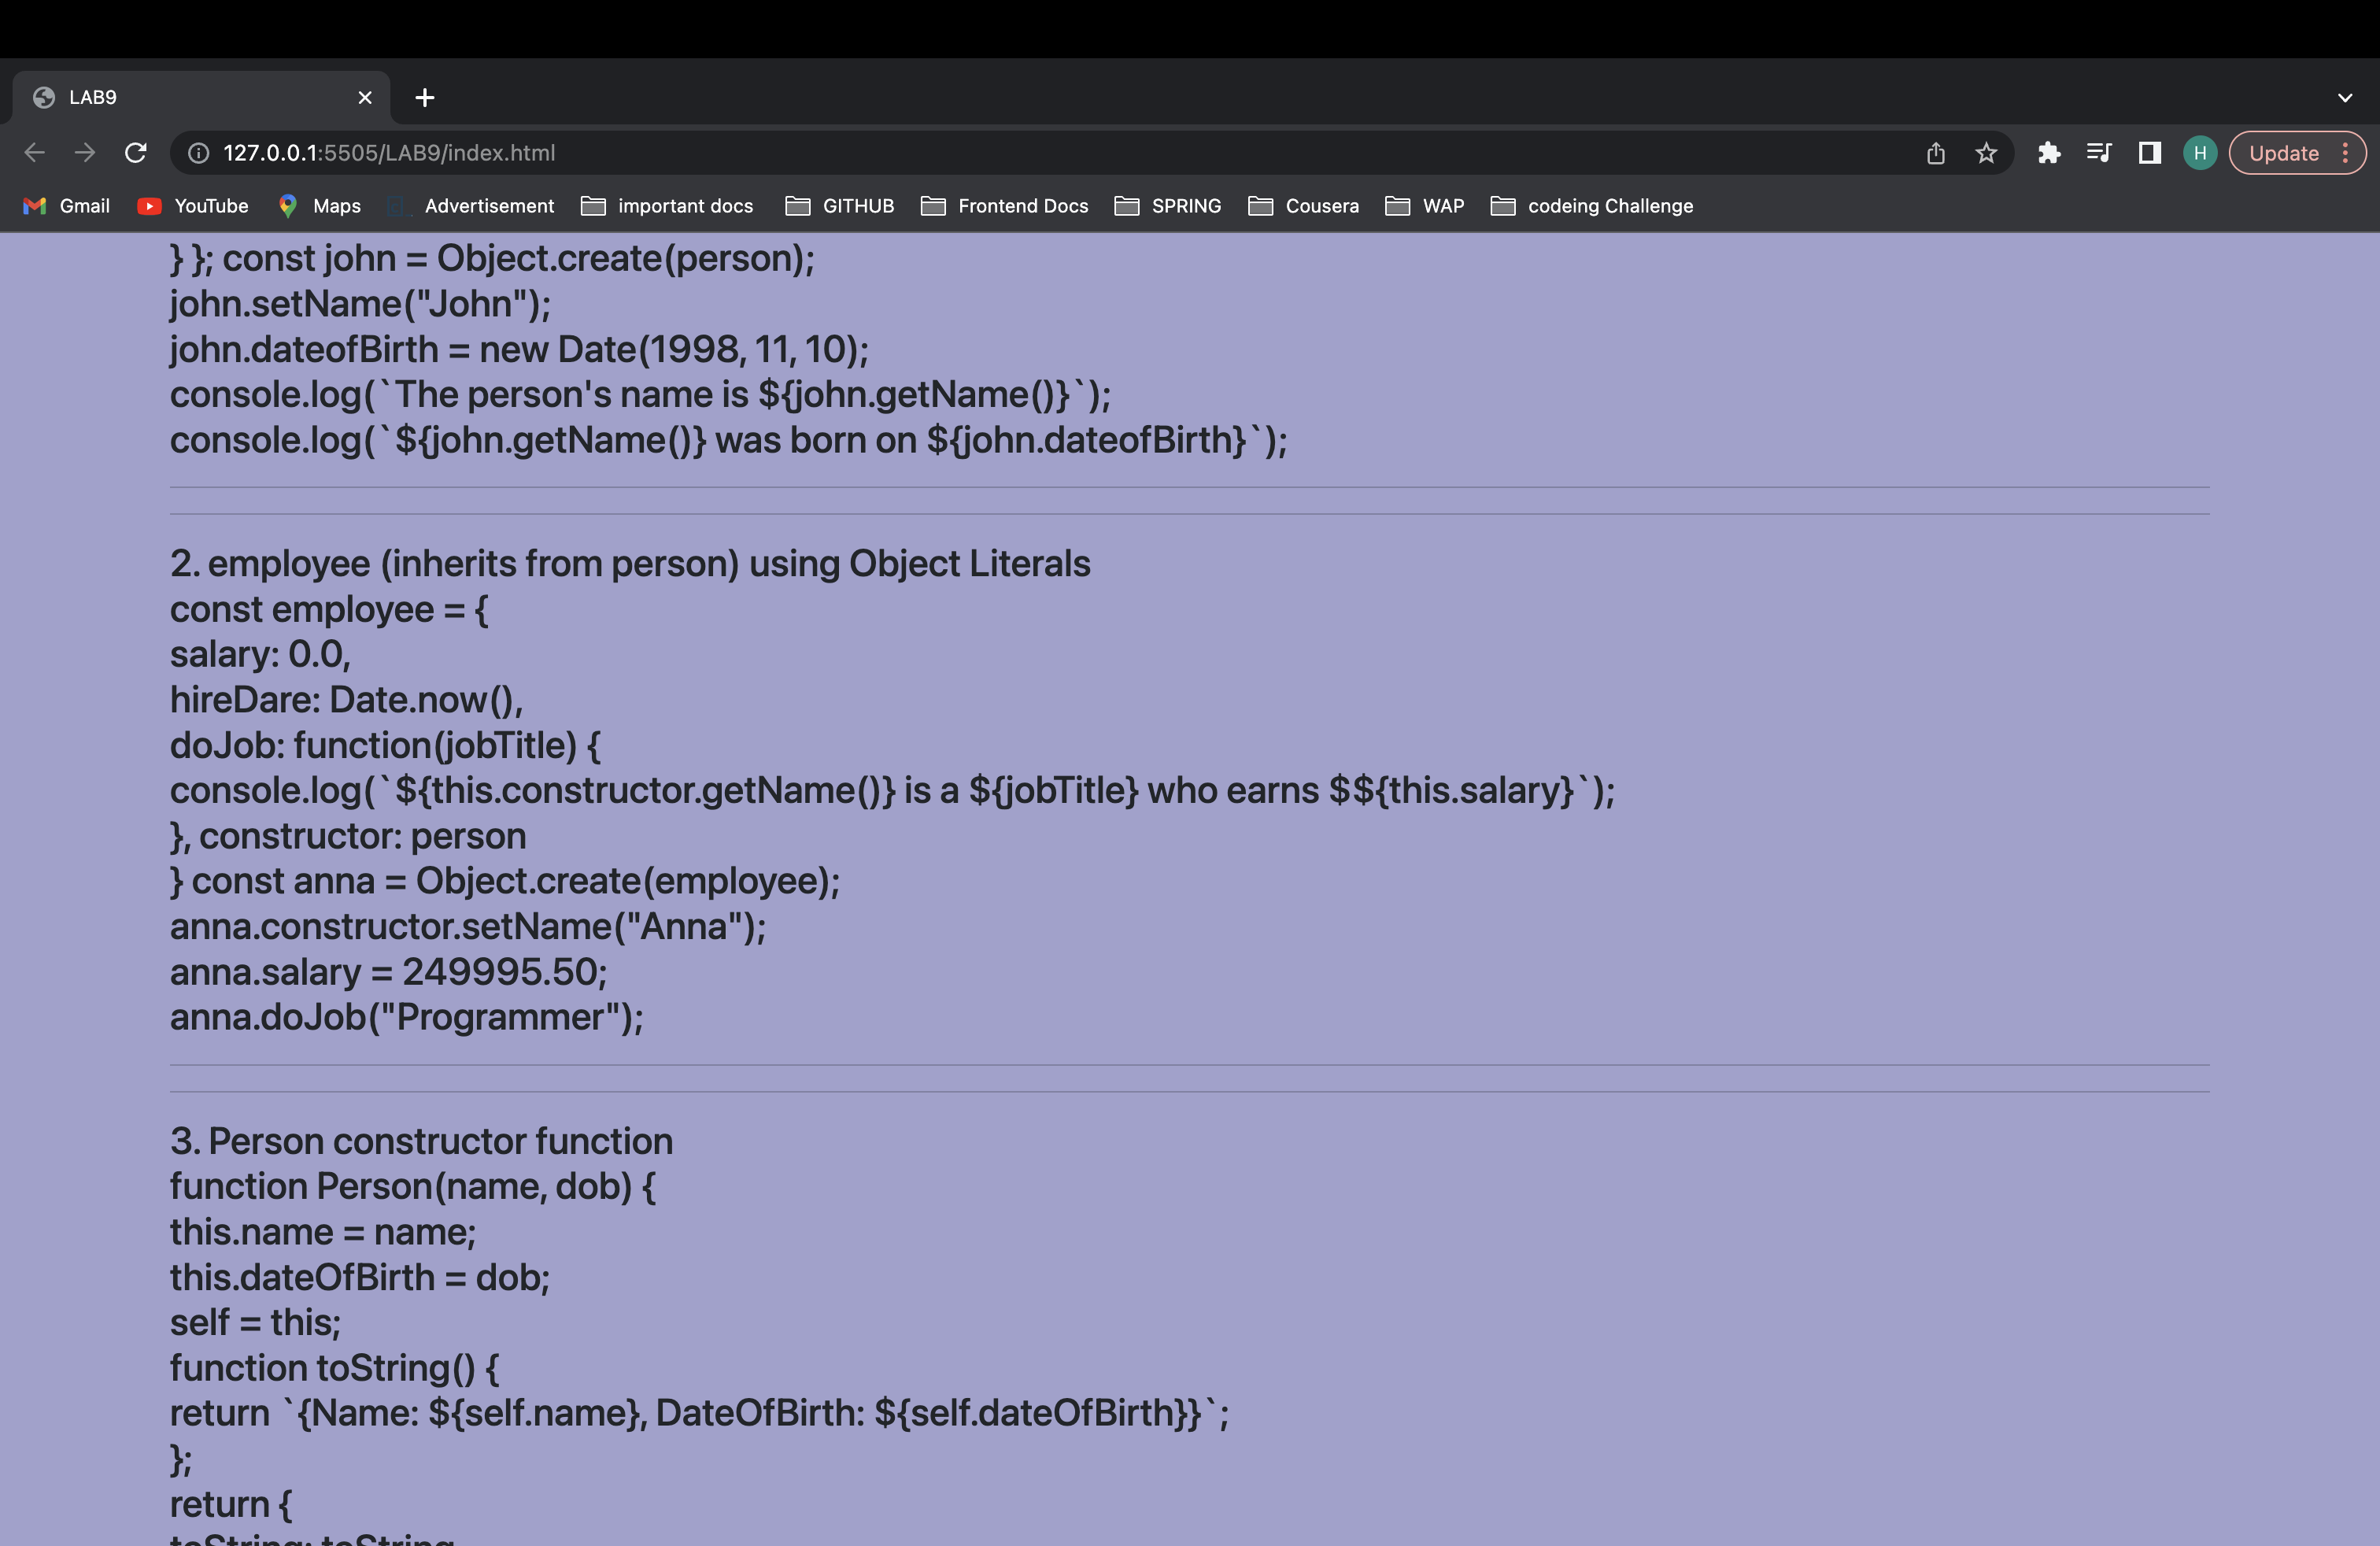 LAB9
127.0.0.1:5505/LAB9/index.html
H
Update
Gmail YouTube Maps Advertisement important docs GITHUB Frontend Docs SPRING Cousera WAP codeing Challenge
} }; const john = Object.create(person);
john.setName("John");
john.dateofBirth = new Date(1998, 11, 10);
console.log(`The person's name is ${john.getName()}`);
console.log(`${john.getName()} was born on ${john.dateofBirth}`);
2. employee (inherits from person) using Object Literals
const employee = {
salary: 0.0,
hireDare: Date.now(),
doJob: function(jobTitle) {
console.log(`${this.constructor.getName()} is a ${jobTitle} who earns $${this.salary}`);
}, constructor: person
} const anna = Object.create(employee);
anna.constructor.setName("Anna");
anna.salary = 249995.50;
anna.doJob("Programmer");
3. Person constructor function
function Person(name, dob) {
this.name = name;
this.dateOfBirth = dob;
self = this;
function toString() {
return `{Name: ${self.name}, DateOfBirth: ${self.dateOfBirth}}`;
};
return {
toString: toString